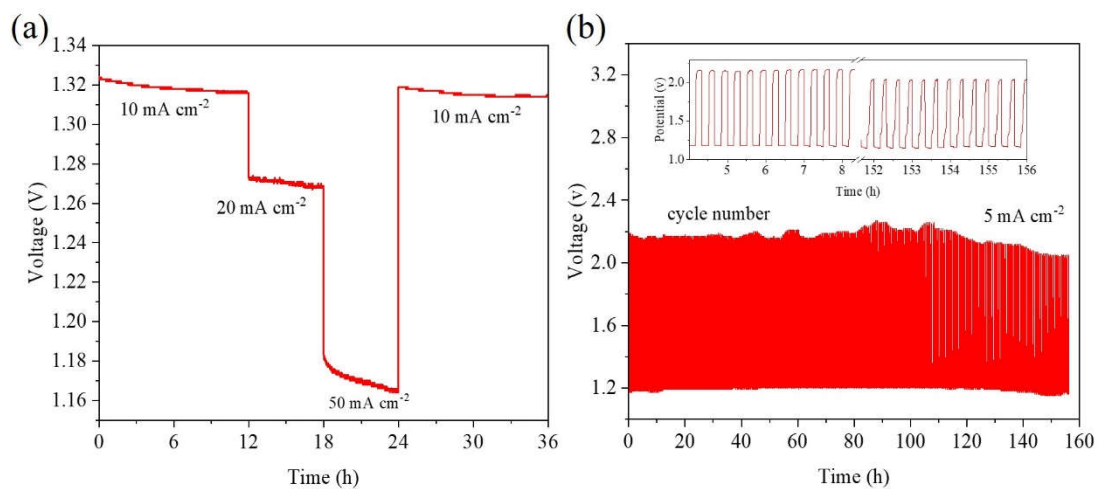 (a)
1.34
1.32
1.30
1.28
1.26
1.24
1.22
1.20
1.18
1.16
Voltage (V)
10 mA cm-2
20 mA cm-2
50 mA cm-2
10 mA cm-2
0 6 12 18 24 30 36
Time (h)
(b)
3.2
2.8
2.4
2.0
1.6
1.2
Voltage (v)
2.0
1.5
1.0
Potential (v)
5 6 7 8 152 153 154 155 156
Time (h)
cycle number
5 mA cm-2
0 20 40 60 80 100 120 140 160
Time (h)